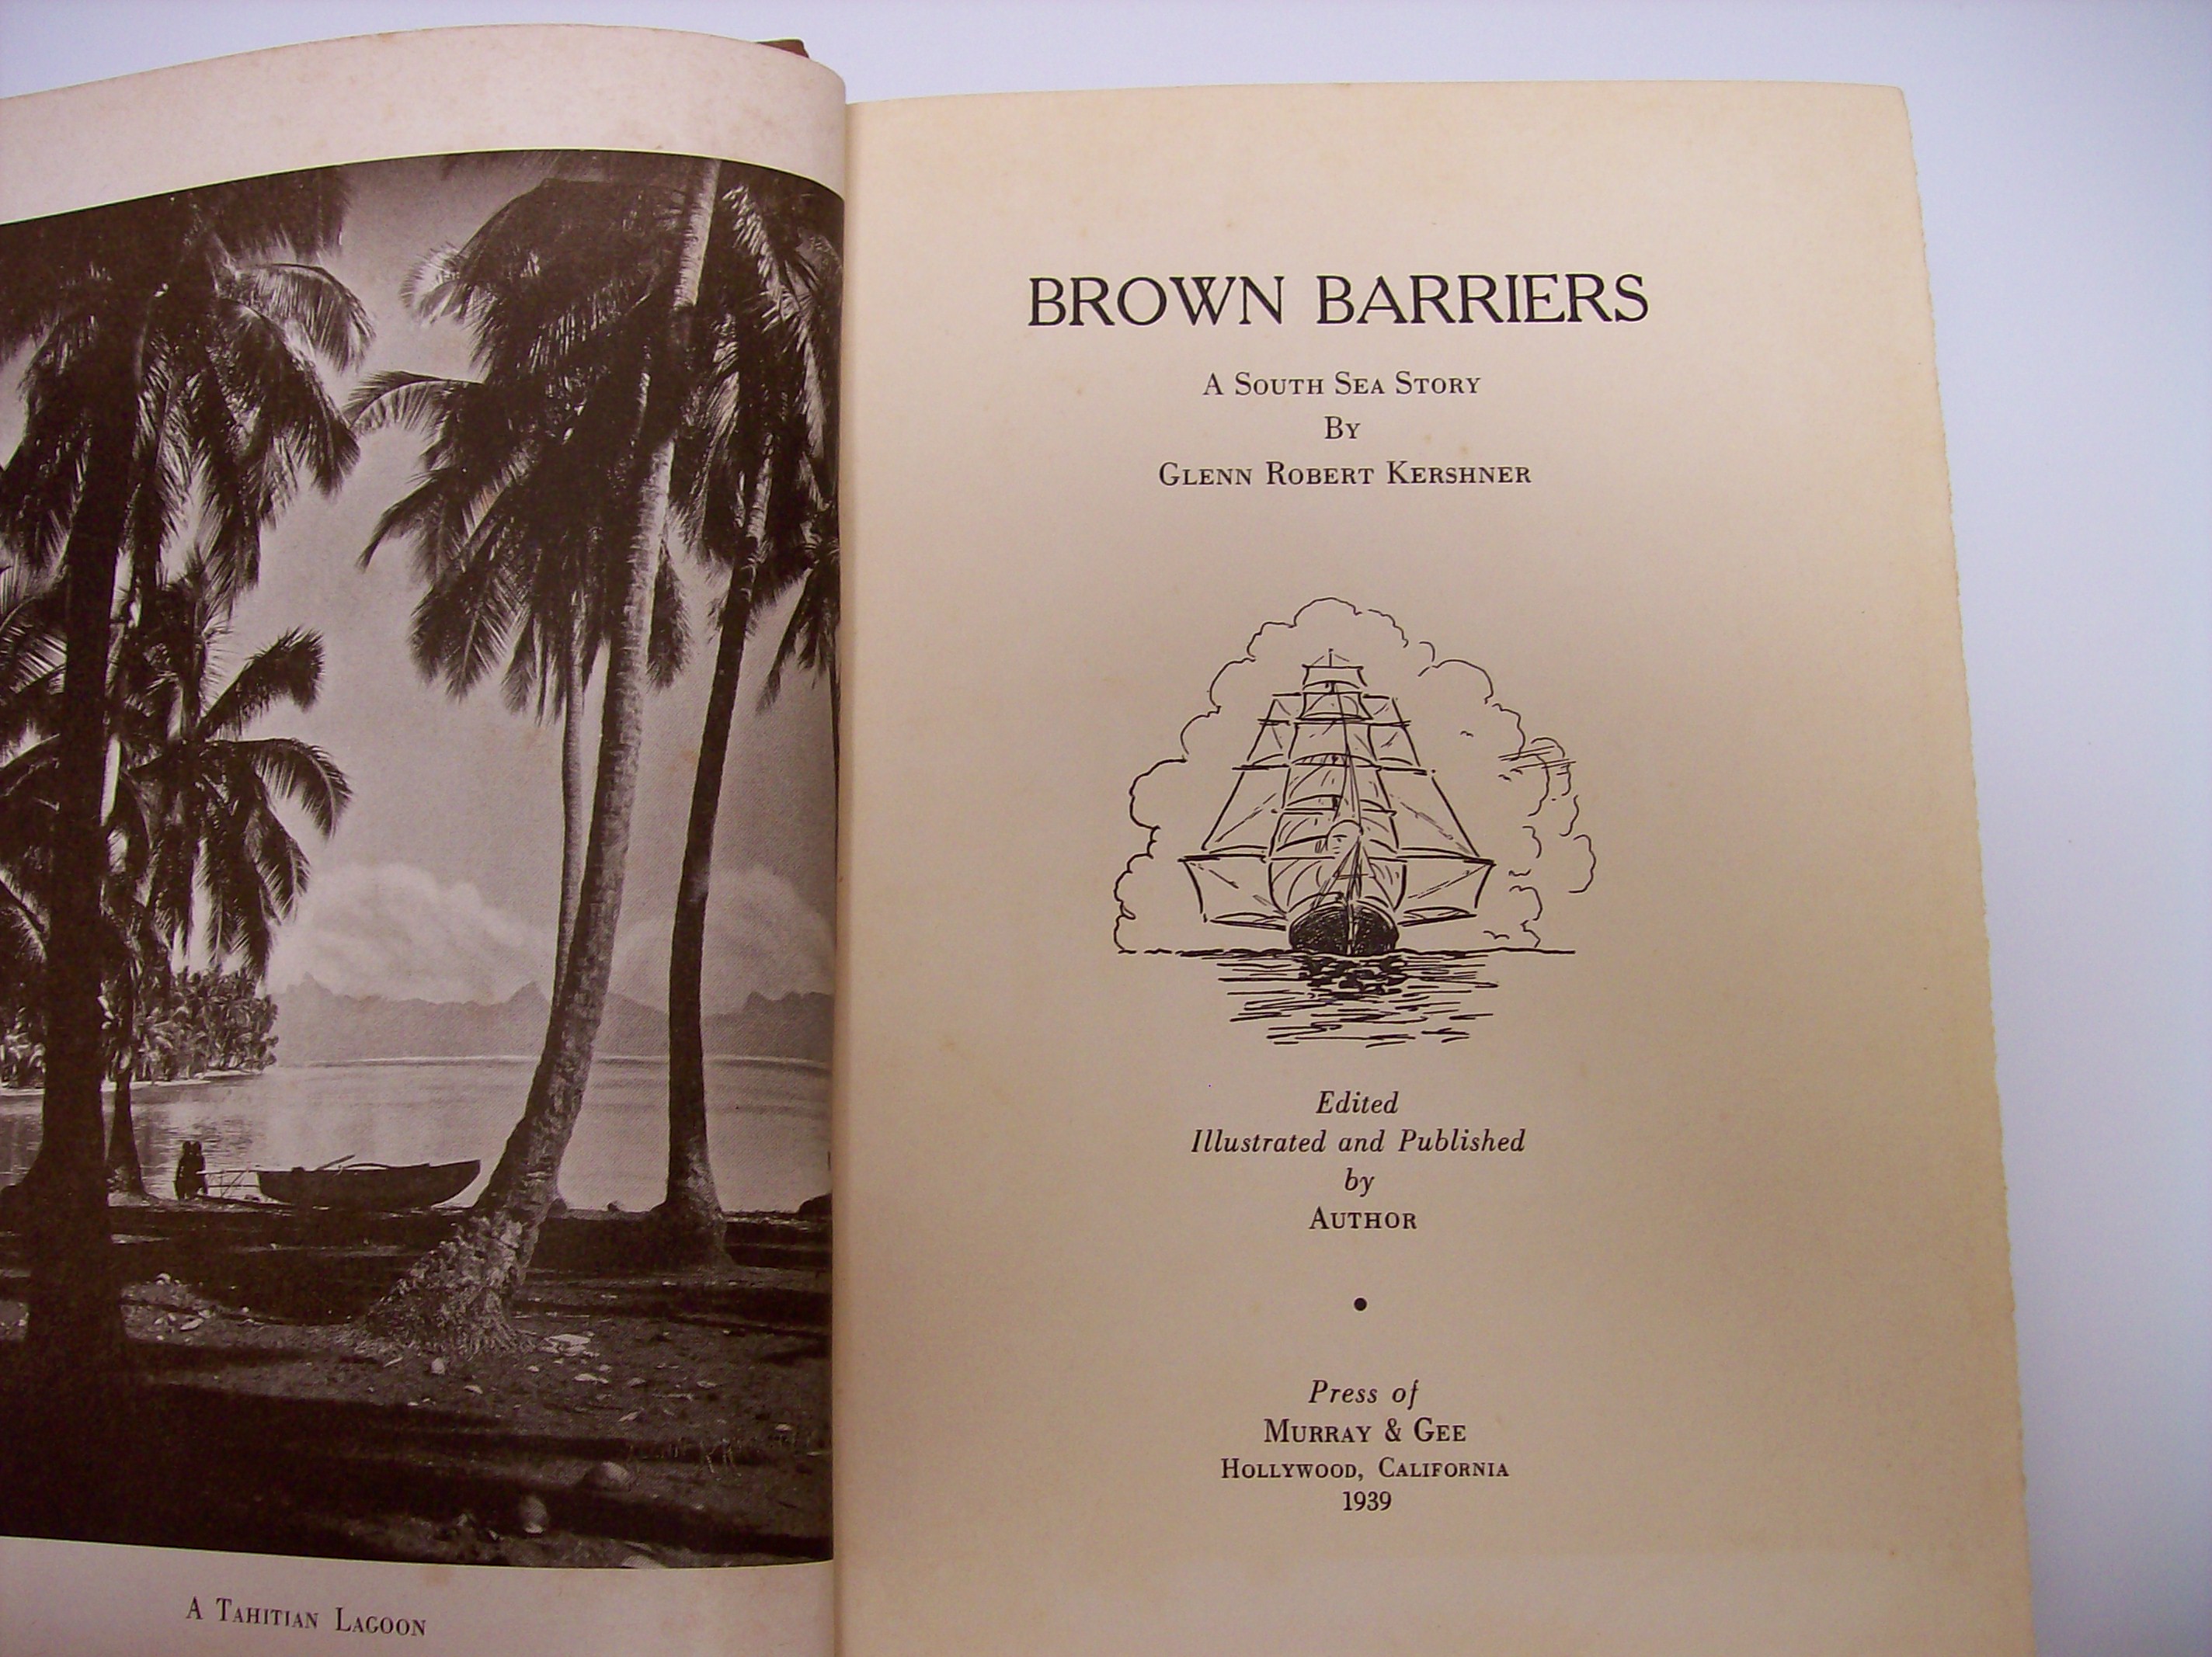 A Tahitian Lagoon
BROWN BARRIERS
A South Sea Story
By
Glenn Robert Kershner
Edited
Illustrated and Published
by
Author
•
Press of
Murray & Gee
Hollywood, California
1939